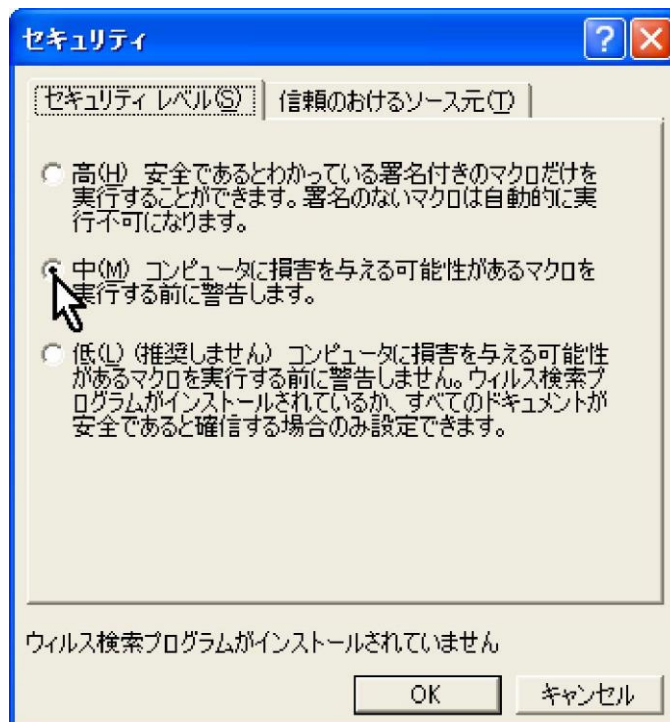 セキュリティ
セキュリティ レベル(S)
信頼のおけるソース元(T)
高(H) 安全であるとわかっている署名付きのマクロだけを
実行することができます。署名のないマクロは自動的に実
行不可になります。
中(M) コンピュータに損害を与える可能性があるマクロを
実行する前に警告します。
低(L) (推奨しません) コンピュータに損害を与える可能性
があるマクロを実行する前に警告しません。ウィルス検索プ
ログラムがインストールされているか、すべてのドキュメントが
安全であると確信する場合のみ設定できます。
ウィルス検索プログラムがインストールされていません
OK
キャンセル